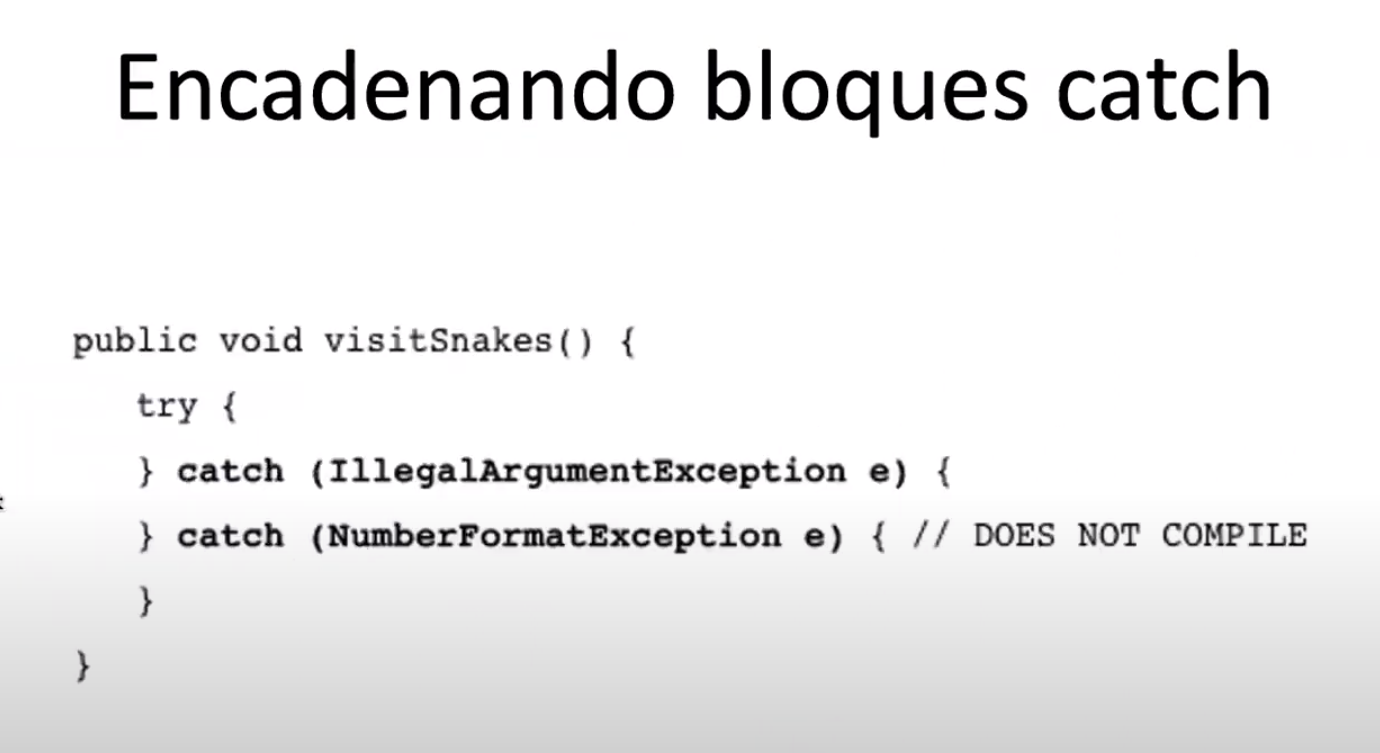 Encadenando bloques catch
public void visitSnakes() {
try {
} catch (IllegalArgumentException e) {
} catch (NumberFormatException e) { // DOES NOT COMPILE
}
}